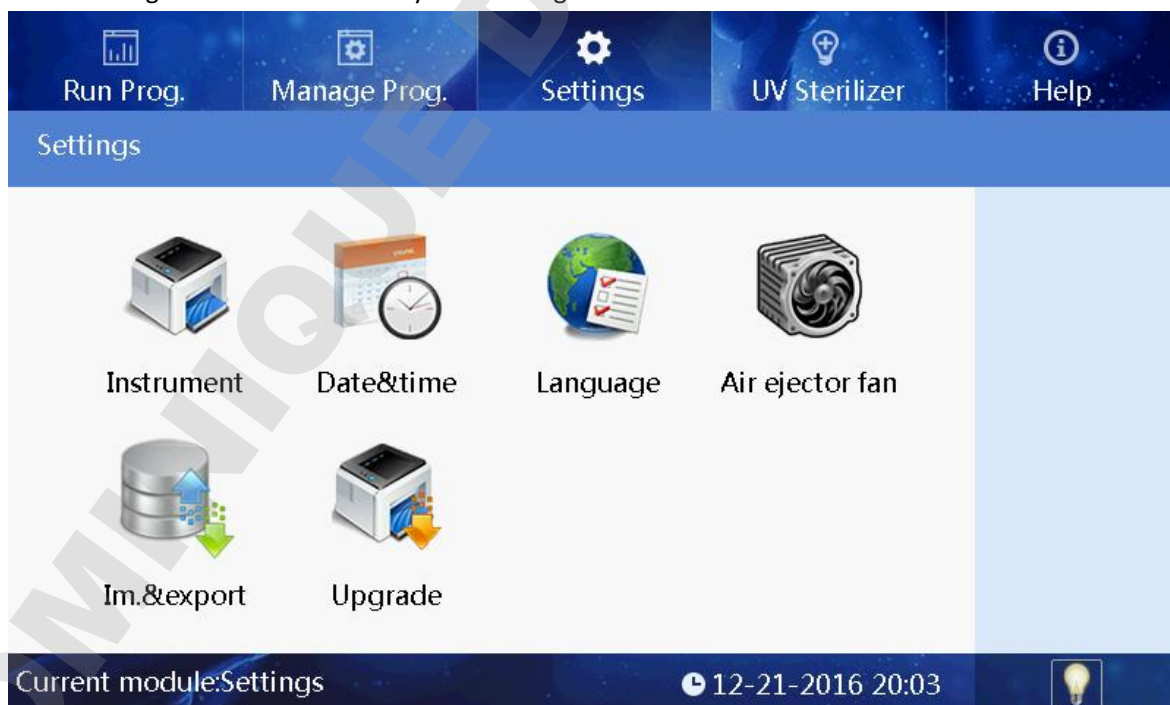 Run Prog. Manage Prog. Settings UV Sterilizer Help
Settings
Instrument Date&time Language Air ejector fan
Im.&export Upgrade
Current module:Settings 12-21-2016 20:03